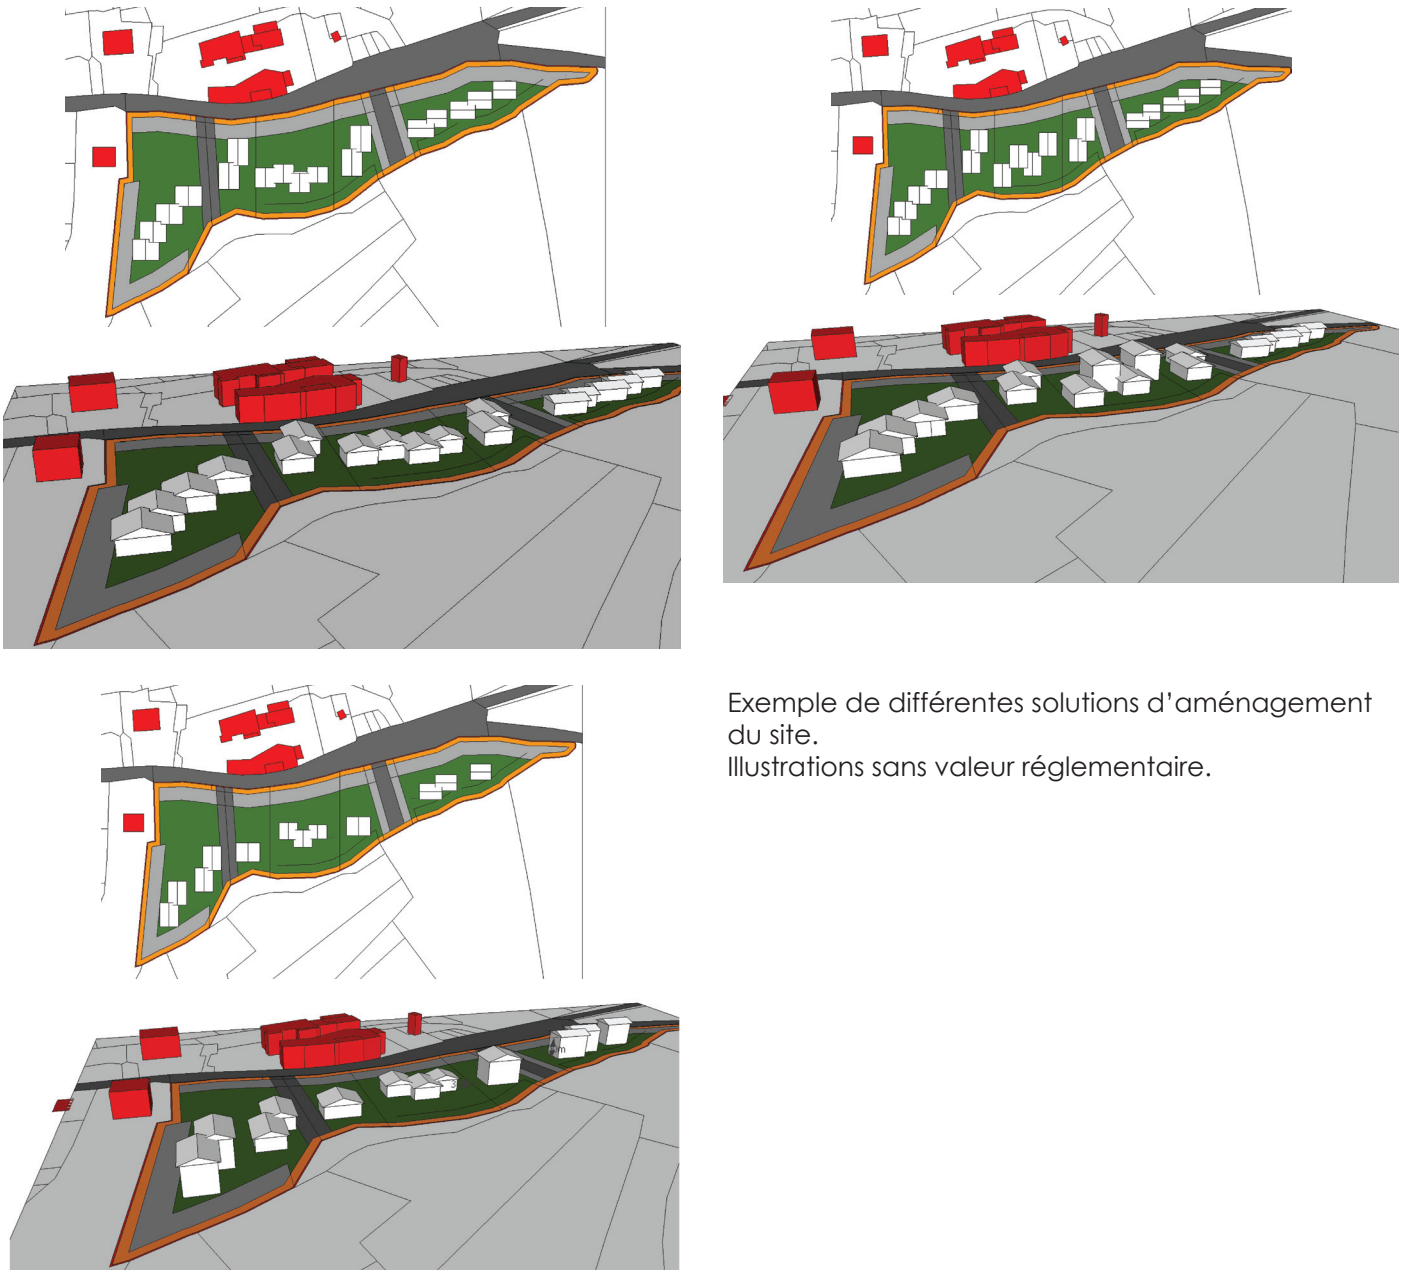 Exemple de différentes solutions d'aménagement
du site.
Illustrations sans valeur réglementaire.